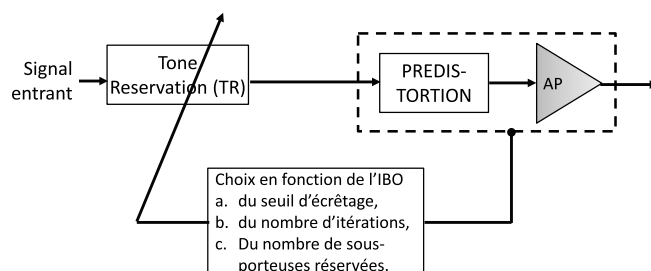 Signal
entrant
Tone
Reservation (TR)
PREDIS-
TORTION
AP
Choix en fonction de l'IBO
a. du seuil d'écrêtage,
b. du nombre d'itérations,
c. Du nombre de sous-
porteuses réservées.